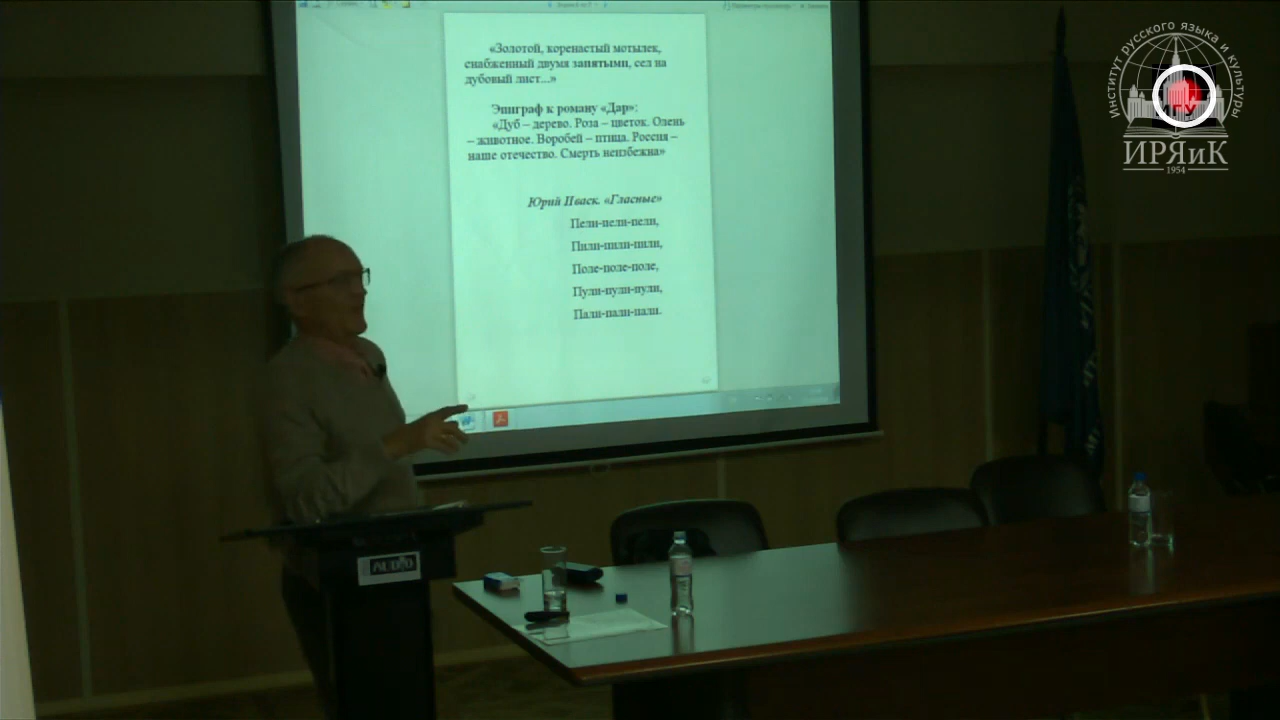 «Золотой, коренастый мотылек,
снабженный двумя запятыми, сел на
дубовый лист...»
Эпиграф к роману «Дар»:
«Дуб – дерево. Роза – цветок. Олень
– животное. Воробей – птица. Россия –
наше отечество. Смерть неизбежна»
Юрий Иваск. «Гласные»
Пели-пели-пели,
Пили-пили-пили,
Поле-поле-поле,
Пули-пули-пули,
Пали-пали-пали.
Институт русского языка и культуры
МГУ
ИРЯиК
1954
AUDIO